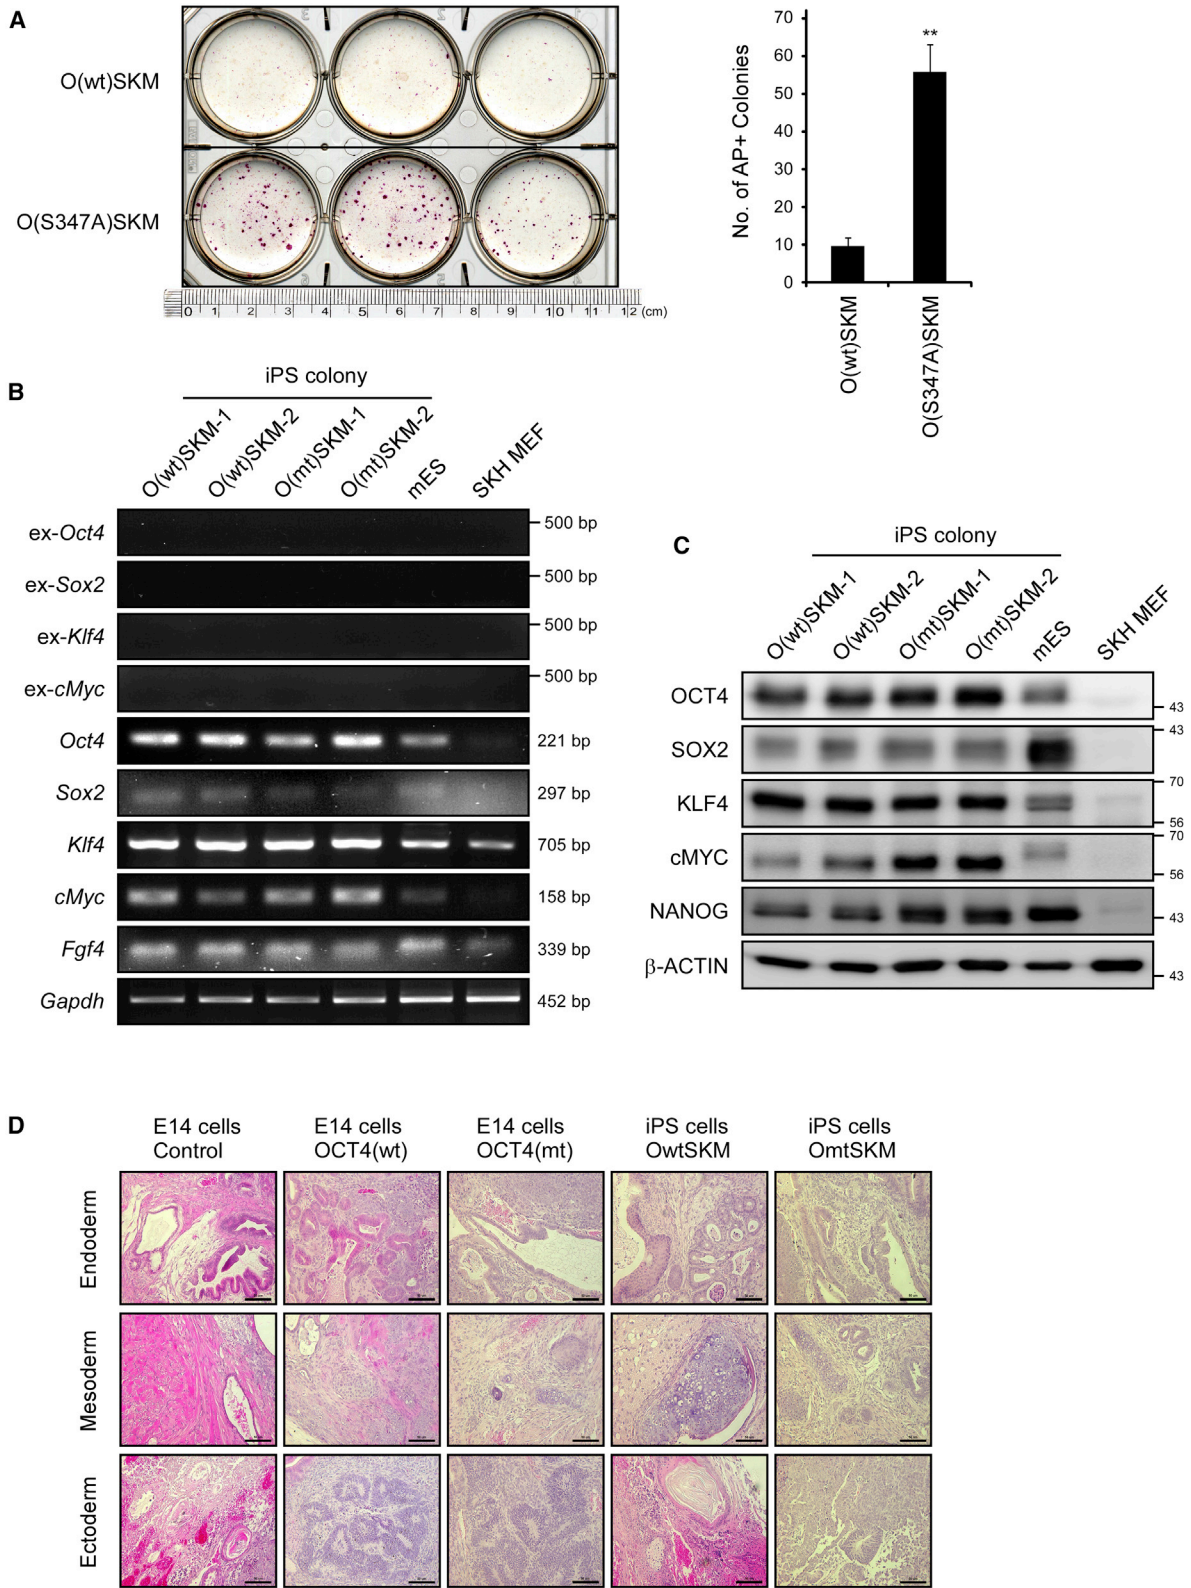 A
O(wt)SKM
O(S347A)SKM
0 1 2 3 4 5 6 7 8 9 10 11 12 (cm)
No. of AP+ Colonies
70
60
50
40
30
20
10
0
**
O(wt)SKM
O(S347A)SKM
B
iPS colony
O(wt)SKM-1
O(wt)SKM-2
O(mt)SKM-1
O(mt)SKM-2
mES
SKH MEF
ex-Oct4
500 bp
ex-Sox2
500 bp
ex-Klf4
500 bp
ex-cMyc
500 bp
Oct4
221 bp
Sox2
297 bp
Klf4
705 bp
cMyc
158 bp
Fgf4
339 bp
Gapdh
452 bp
C
iPS colony
O(wt)SKM-1
O(wt)SKM-2
O(mt)SKM-1
O(mt)SKM-2
mES
SKH MEF
OCT4
43
SOX2
43
KLF4
70
56
cMYC
70
56
NANOG
43
β-ACTIN
43
D
E14 cells
Control
E14 cells
OCT4(wt)
E14 cells
OCT4(mt)
iPS cells
OwtSKM
iPS cells
OmtSKM
Endoderm
Mesoderm
Ectoderm